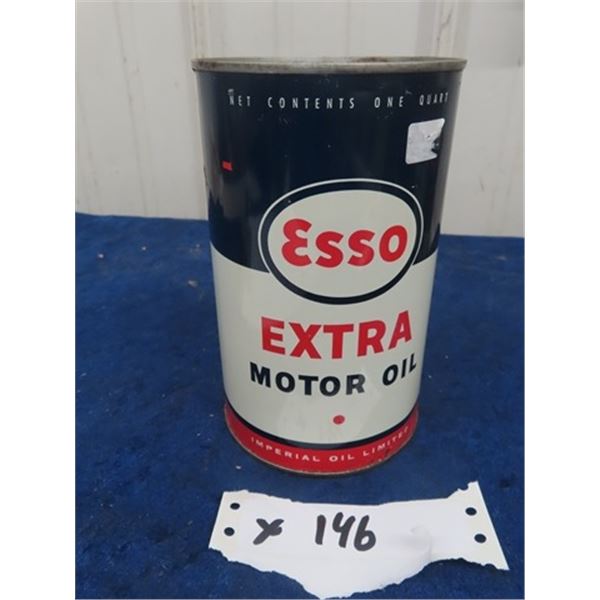 NET CONTENTS ONE QUART
Esso
EXTRA
MOTOR OIL
IMPERIAL OIL LIMITED
x 146